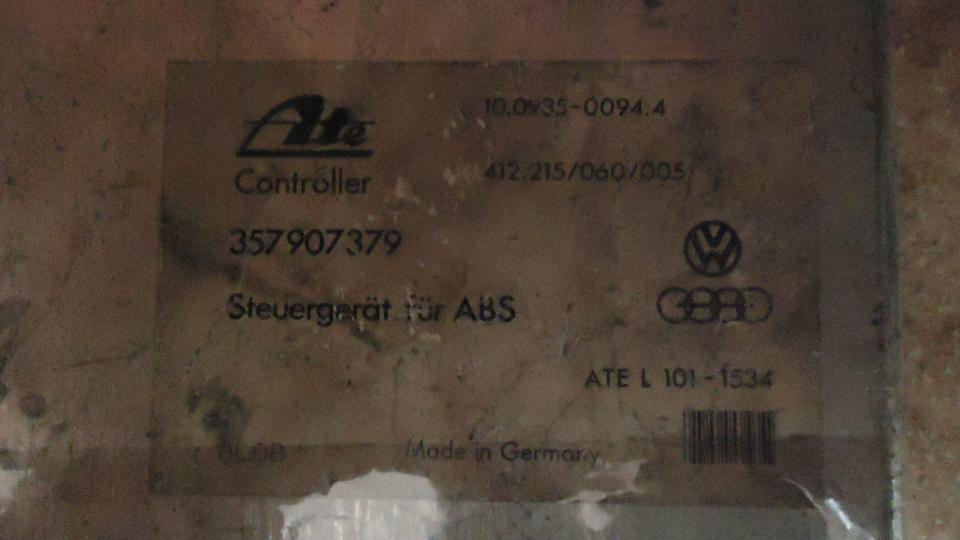 Ate
10.0935-0094.4
Controller
412.215/060/005
357907379
Steuergerät für ABS
ATE L 101-1534
Made in Germany